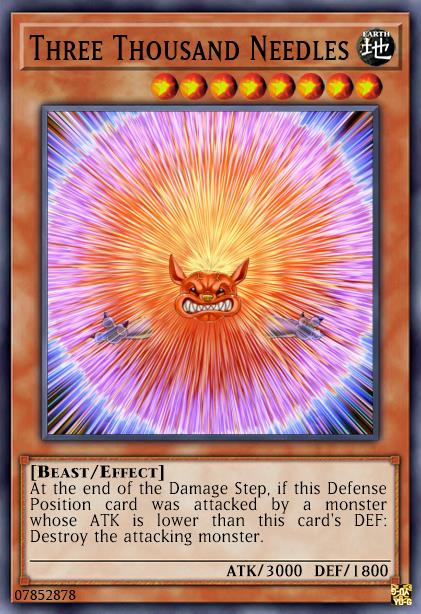 THREE THOUSAND NEEDLES
EARTH
地
[BEAST/EFFECT]
At the end of the Damage Step, if this Defense
Position card was attacked by a monster
whose ATK is lower than this card's DEF:
Destroy the attacking monster.
ATK/3000 DEF/1800
07852878